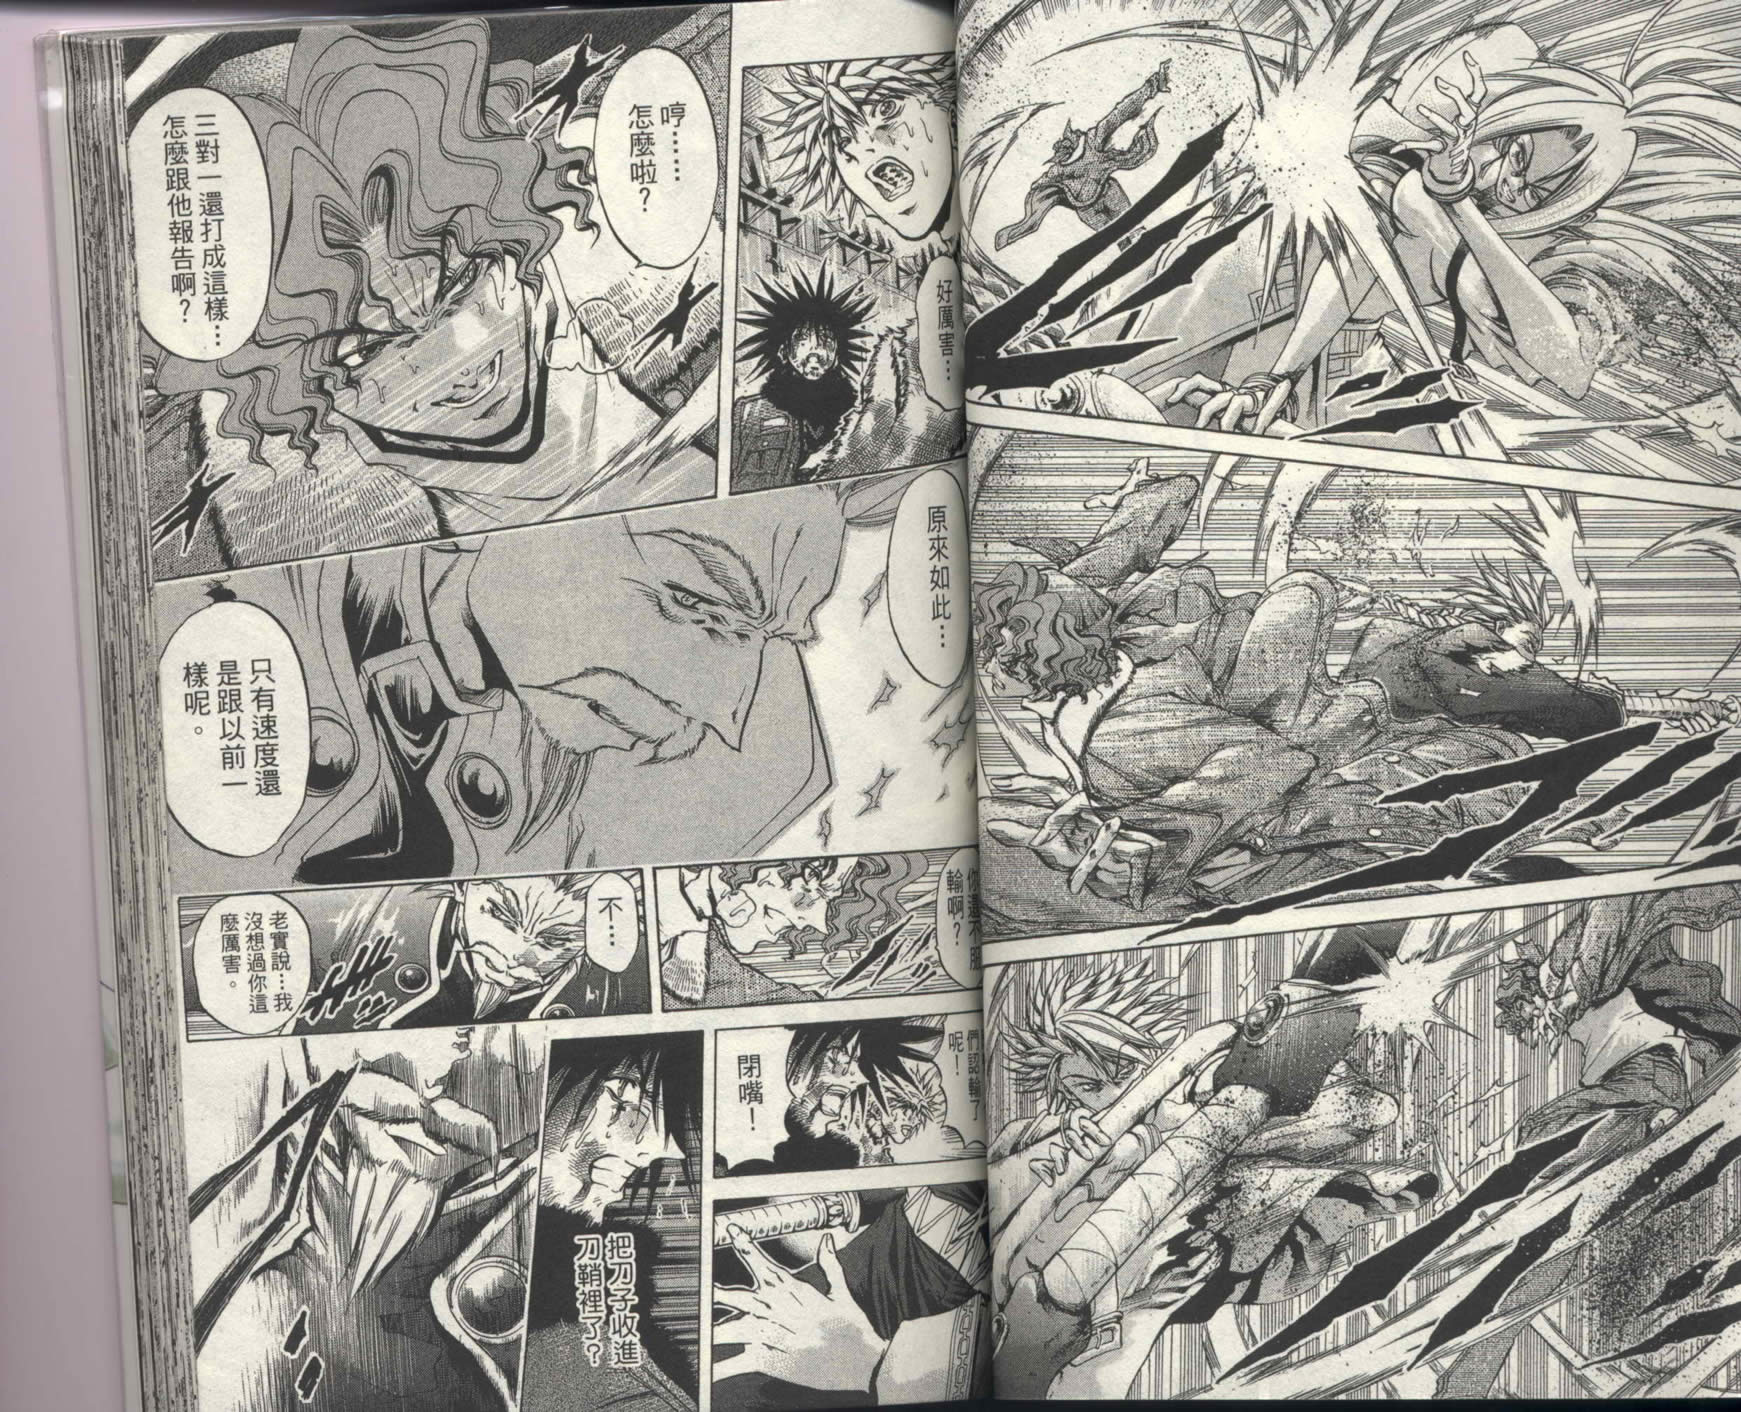 好厲害…
哼……
怎麼啦？
三對一還打成這樣…
怎麼跟他報告啊？
原來如此…
只有速度還
是跟以前一
樣呢。
你還不服
輸啊？
不…
老實說…我
沒想過你這
麼厲害。
們認輸了
呢！
閉嘴！
把刀子收進
刀鞘裡了？